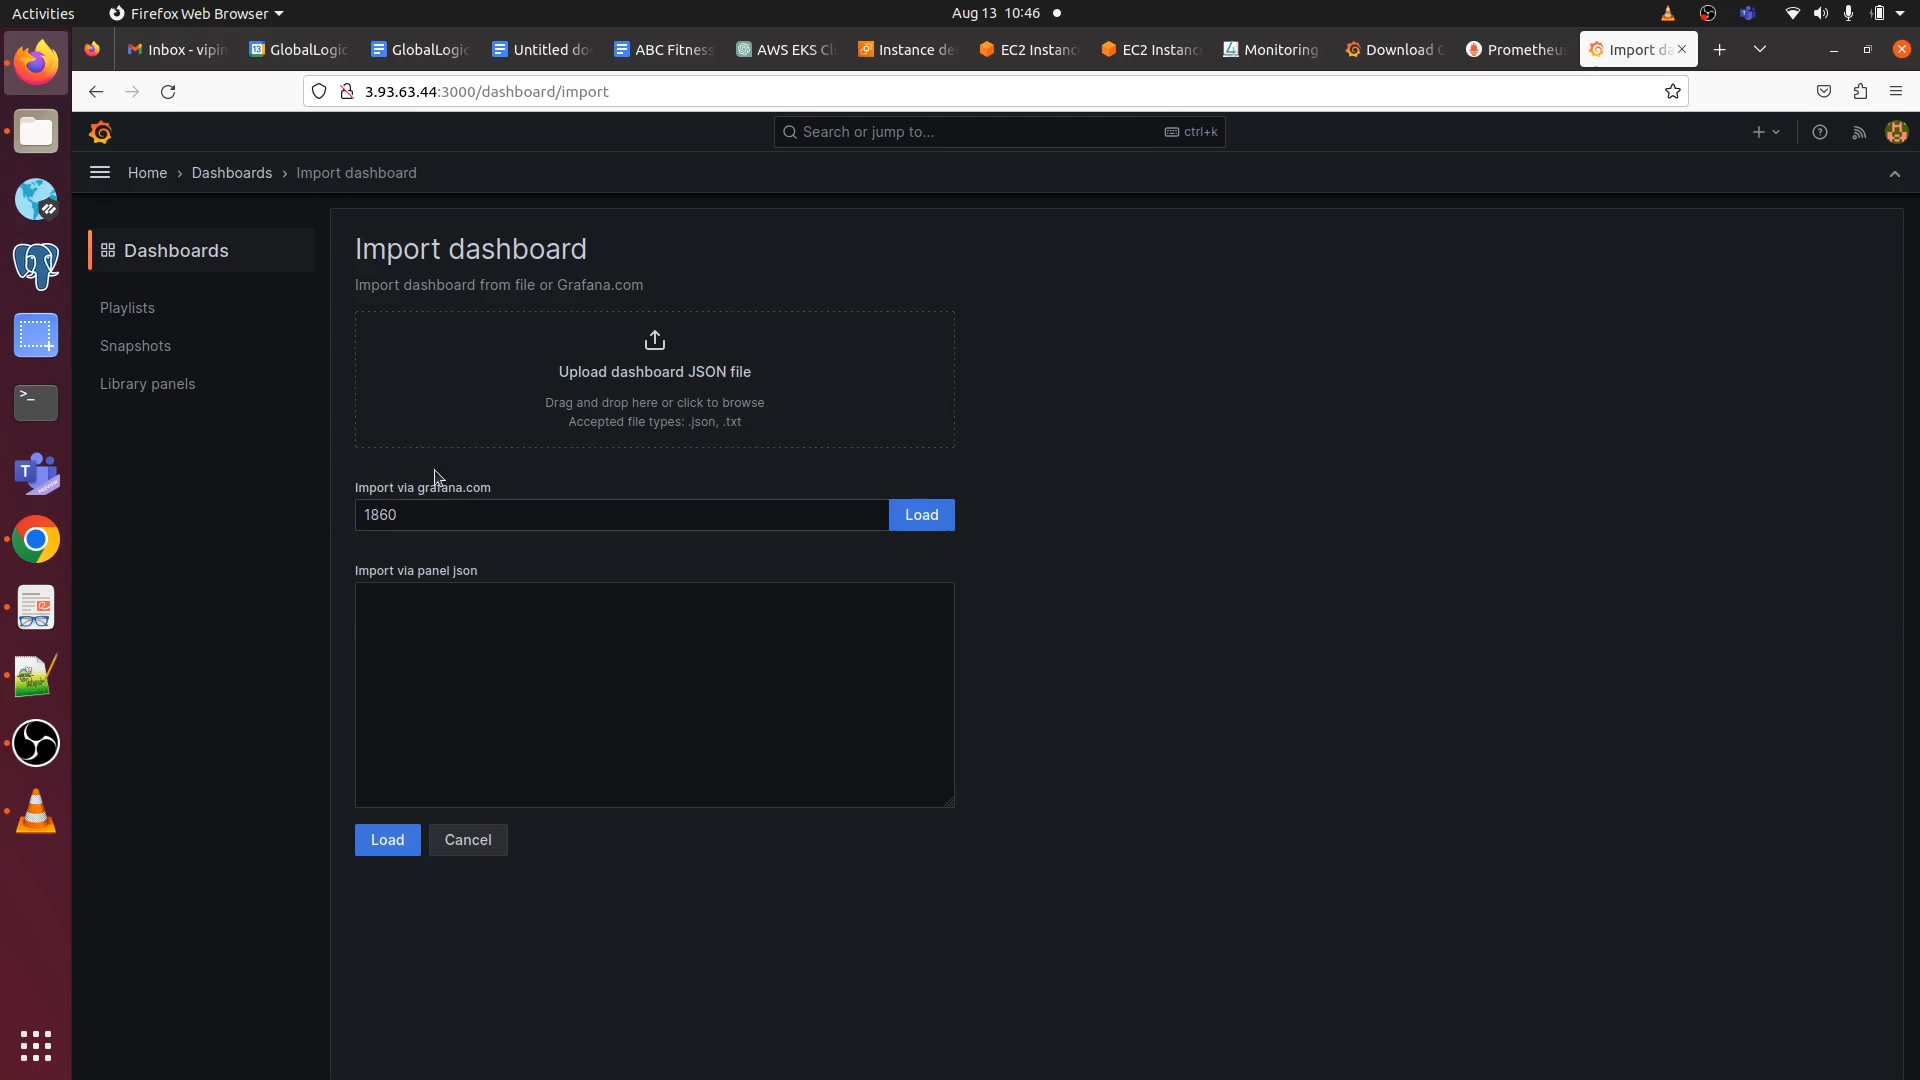 Activities
Firefox Web Browser
Aug 13 10:46
Inbox - vipin
13
GlobalLogic
GlobalLogic
Untitled do
ABC Fitness
AWS EKS Cl
Instance de
EC2 Instanc
EC2 Instanc
Monitoring
Download G
Prometheus
Import da
3.93.63.44:3000/dashboard/import
Search or jump to...
ctrl+k
Home › Dashboards › Import dashboard
Dashboards
Playlists
Snapshots
Library panels
Import dashboard
Import dashboard from file or Grafana.com
Upload dashboard JSON file
Drag and drop here or click to browse
Accepted file types: .json, .txt
Import via grafana.com
1860
Load
Import via panel json
Load
Cancel